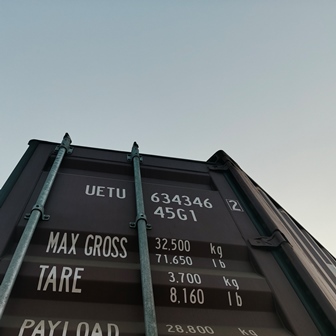 UETU 634346 2
45G1
MAX GROSS 32.500 kg
71.650 lb
TARE 3.700 kg
8.160 lb
PAYLOAD 28.800 kg